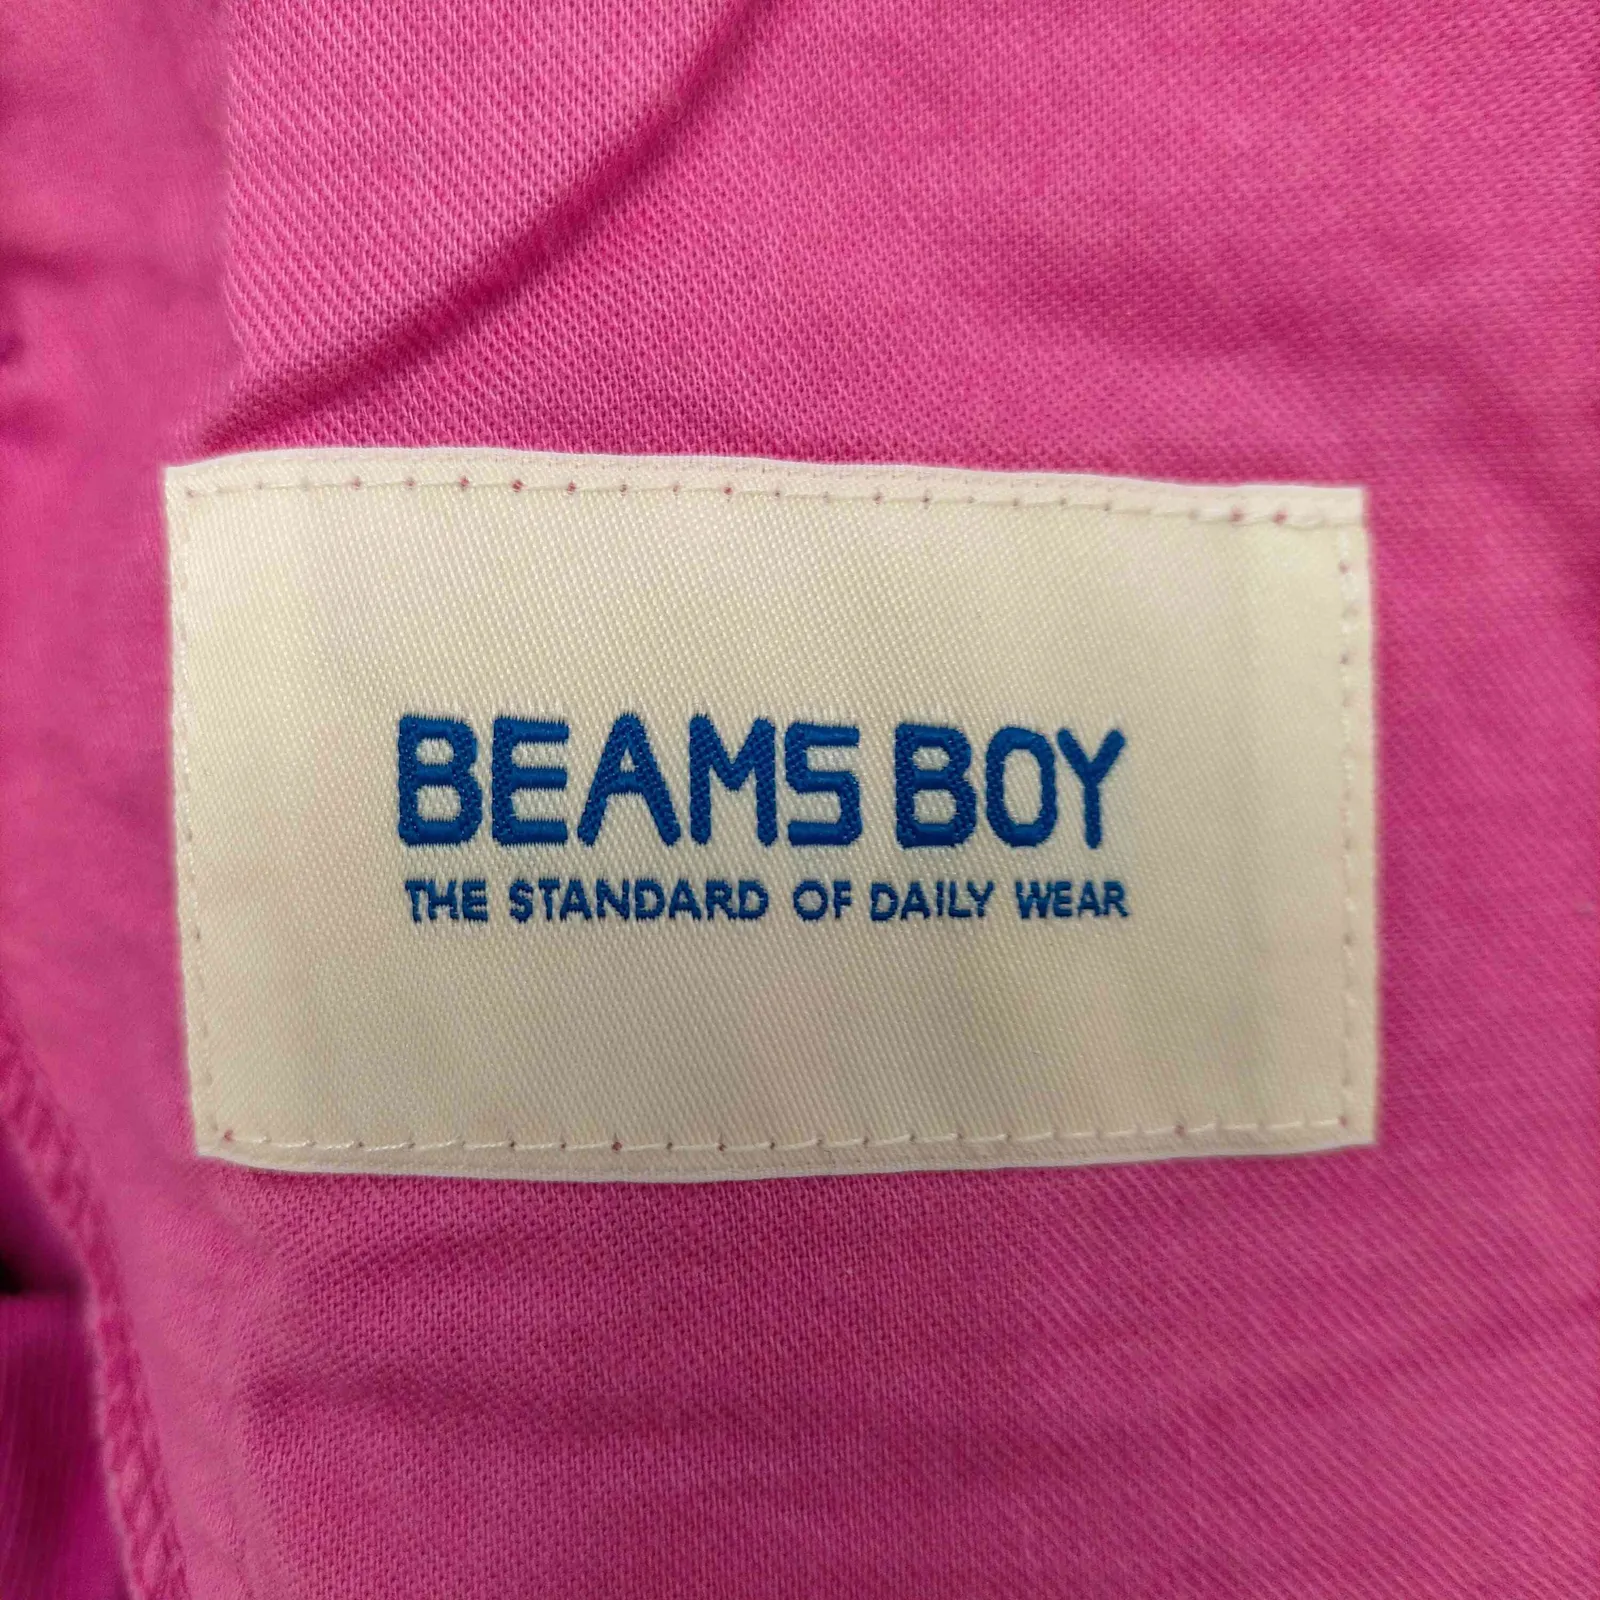 BEAMS BOY
THE STANDARD OF DAILY WEAR